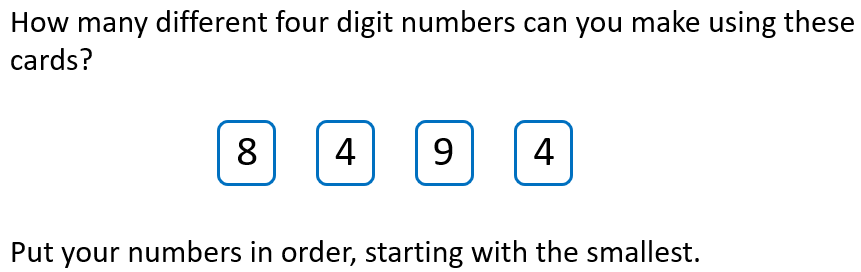 How many different four digit numbers can you make using these
cards?
8 4 9 4
Put your numbers in order, starting with the smallest.